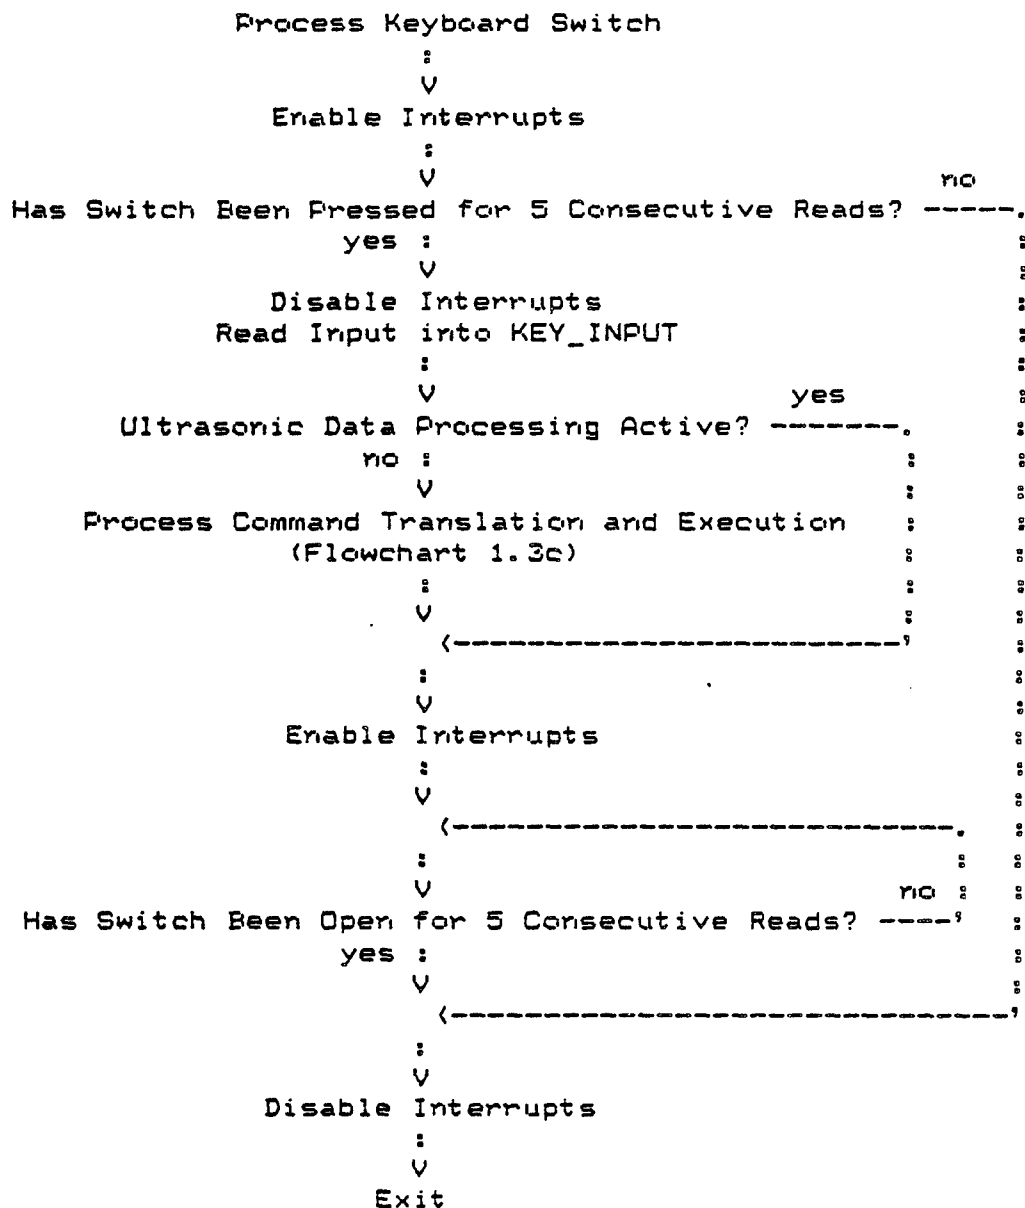 Process Keyboard Switch
:
V
Enable Interrupts
:
V
no
Has Switch Been Pressed for 5 Consecutive Reads? -----.
yes :
V
Disable Interrupts
Read Input into KEY_INPUT
:
V
yes
Ultrasonic Data Processing Active? -------.
no :
V
Process Command Translation and Execution
(Flowchart 1.3c)
:
V
<-------------------------'
:
V
Enable Interrupts
:
V
<----------------------------.
:
V
no :
Has Switch Been Open for 5 Consecutive Reads? ----'
yes :
V
<-------------------------------'
:
V
Disable Interrupts
:
V
Exit